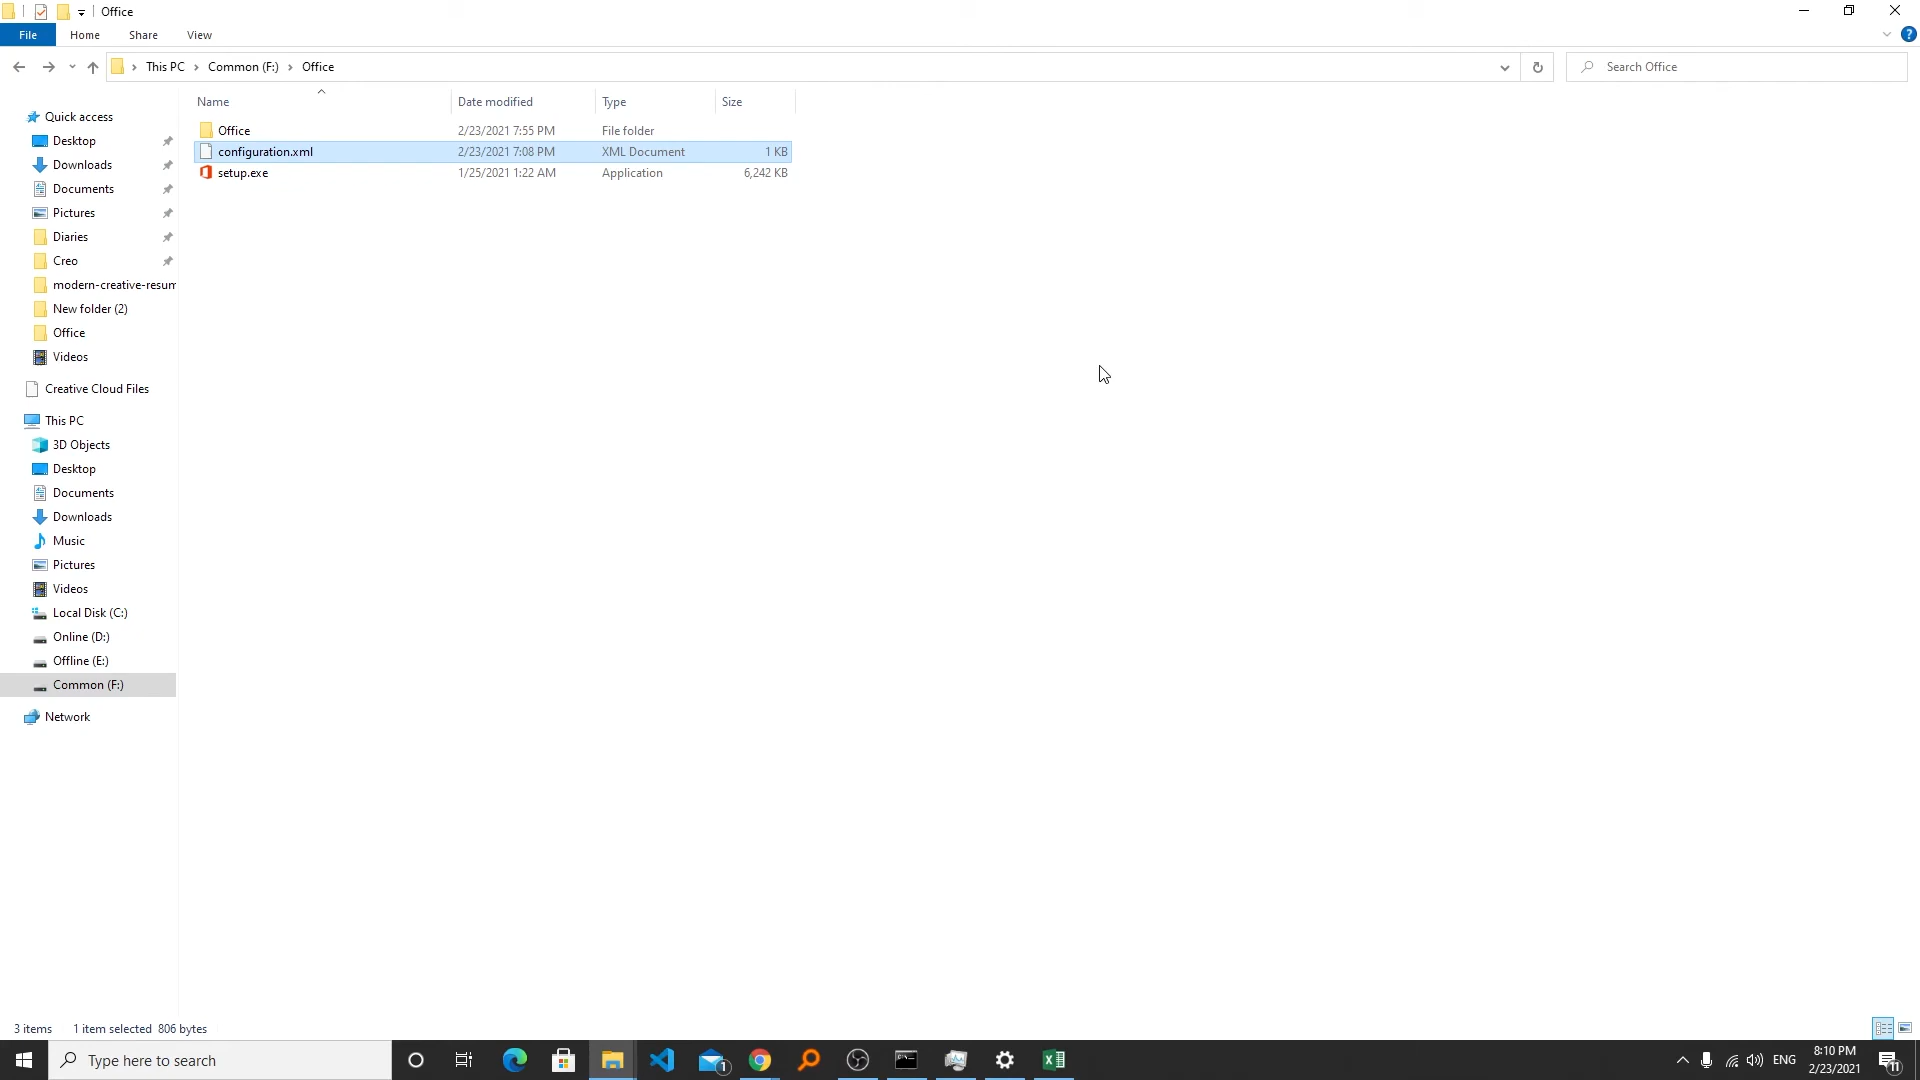 Office
File Home Share View
This PC Common (F:) Office
Search Office
Name Date modified Type Size
Office 2/23/2021 7:55 PM File folder
configuration.xml 2/23/2021 7:08 PM XML Document 1 KB
setup.exe 1/25/2021 1:22 AM Application 6,242 KB
Quick access
Desktop
Downloads
Documents
Pictures
Diaries
Creo
modern-creative-resum
New folder (2)
Office
Videos
Creative Cloud Files
This PC
3D Objects
Desktop
Documents
Downloads
Music
Pictures
Videos
Local Disk (C:)
Online (D:)
Offline (E:)
Common (F:)
Network
3 items 1 item selected 806 bytes
Type here to search
1
ENG
8:10 PM
2/23/2021
11